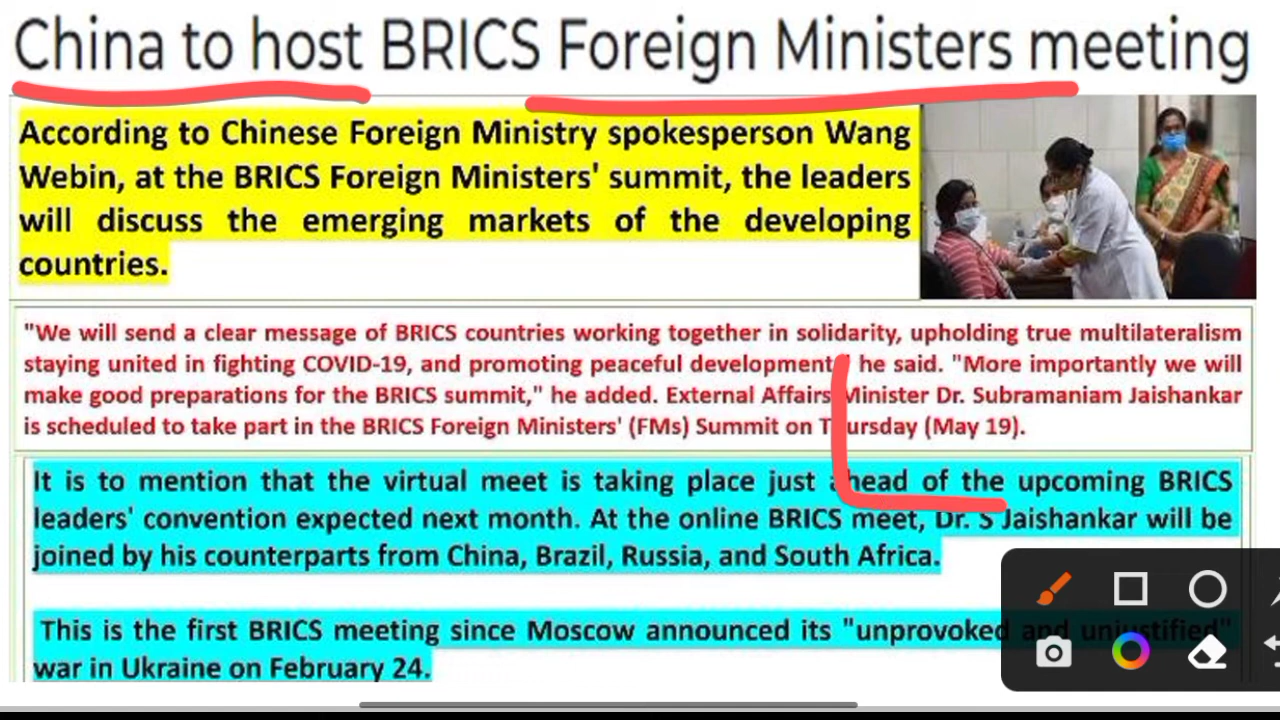 China to host BRICS Foreign Ministers meeting
According to Chinese Foreign Ministry spokesperson Wang
Webin, at the BRICS Foreign Ministers' summit, the leaders
will discuss the emerging markets of the developing
countries.
"We will send a clear message of BRICS countries working together in solidarity, upholding true multilateralism
staying united in fighting COVID-19, and promoting peaceful development," he said. "More importantly we will
make good preparations for the BRICS summit," he added. External Affairs Minister Dr. Subramaniam Jaishankar
is scheduled to take part in the BRICS Foreign Ministers' (FMs) Summit on Thursday (May 19).
It is to mention that the virtual meet is taking place just ahead of the upcoming BRICS
leaders' convention expected next month. At the online BRICS meet, Dr. S Jaishankar will be
joined by his counterparts from China, Brazil, Russia, and South Africa.
This is the first BRICS meeting since Moscow announced its "unprovoked and unjustified"
war in Ukraine on February 24.